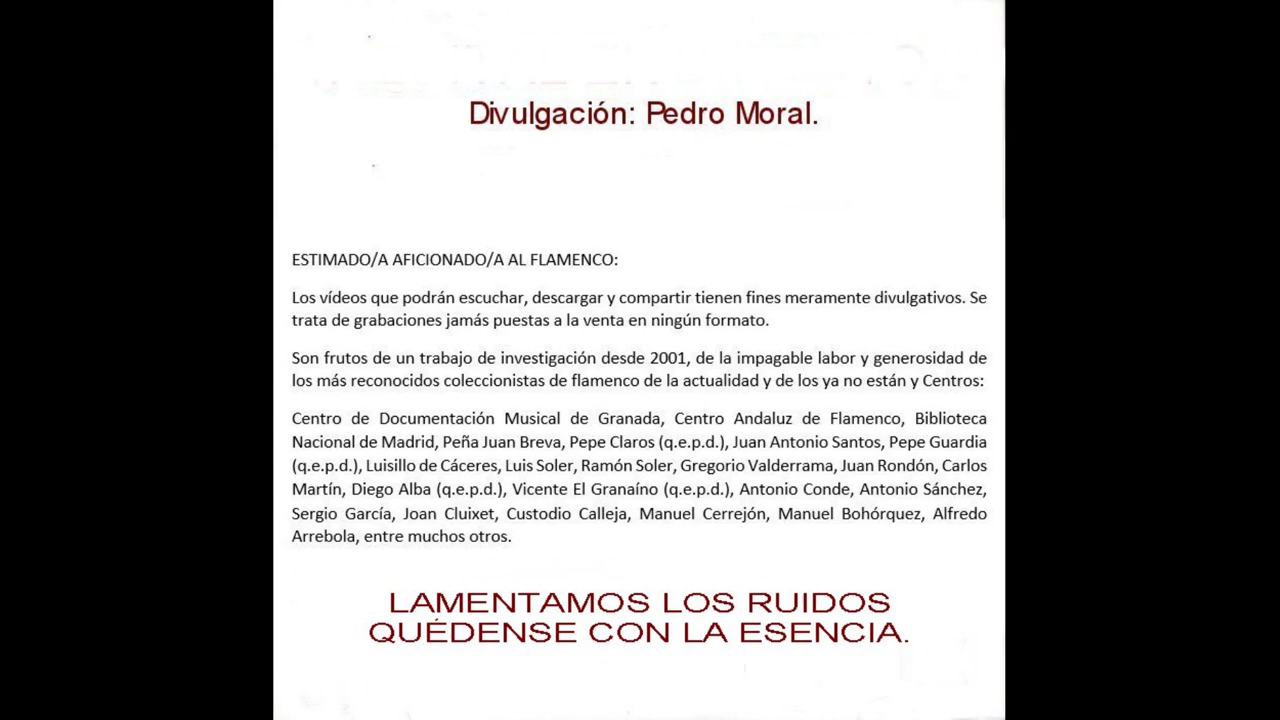 Divulgación: Pedro Moral.
ESTIMADO/A AFICIONADO/A AL FLAMENCO:
Los vídeos que podrán escuchar, descargar y compartir tienen fines meramente divulgativos. Se
trata de grabaciones jamás puestas a la venta en ningún formato.
Son frutos de un trabajo de investigación desde 2001, de la impagable labor y generosidad de
los más reconocidos coleccionistas de flamenco de la actualidad y de los ya no están y Centros:
Centro de Documentación Musical de Granada, Centro Andaluz de Flamenco, Biblioteca
Nacional de Madrid, Peña Juan Breva, Pepe Claros (q.e.p.d.), Juan Antonio Santos, Pepe Guardia
(q.e.p.d.), Luisillo de Cáceres, Luis Soler, Ramón Soler, Gregorio Valderrama, Juan Rondón, Carlos
Martín, Diego Alba (q.e.p.d.), Vicente El Granaíno (q.e.p.d.), Antonio Conde, Antonio Sánchez,
Sergio García, Joan Cluixet, Custodio Calleja, Manuel Cerrejón, Manuel Bohórquez, Alfredo
Arrebola, entre muchos otros.
LAMENTAMOS LOS RUIDOS
QUÉDENSE CON LA ESENCIA.